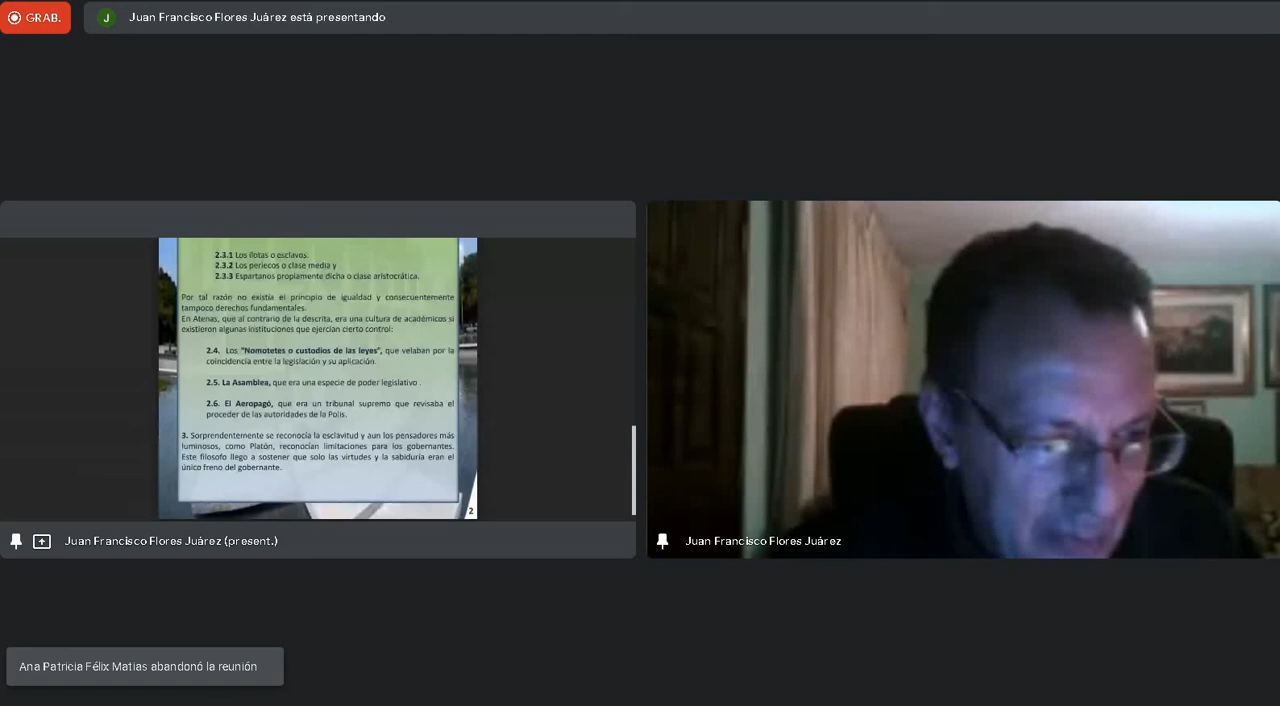 GRAB.
J
Juan Francisco Flores Juárez está presentando
2.3.1 Los ilotas o esclavos.
2.3.2 Los periecos o clase media y
2.3.3 Espartanos propiamente dicha o clase aristocrática.
Por tal razón no existía el principio de igualdad y consecuentemente
tampoco derechos fundamentales.
En Atenas, que al contrario de la descrita, era una cultura de académicos si
existieron algunas instituciones que ejercían cierto control:
2.4. Los "Nomotetes o custodios de las leyes", que velaban por la
coincidencia entre la legislación y su aplicación.
2.5. La Asamblea, que era una especie de poder legislativo .
2.6. El Aeropagó, que era un tribunal supremo que revisaba el
proceder de las autoridades de la Polis.
3. Sorprendentemente se reconocía la esclavitud y aun los pensadores más
luminosos, como Platón, reconocían limitaciones para los gobernantes.
Este filosofo llego a sostener que solo las virtudes y la sabiduría eran el
único freno del gobernante.
2
Juan Francisco Flores Juárez (present.)
Juan Francisco Flores Juárez
Ana Patricia Félix Matias abandonó la reunión